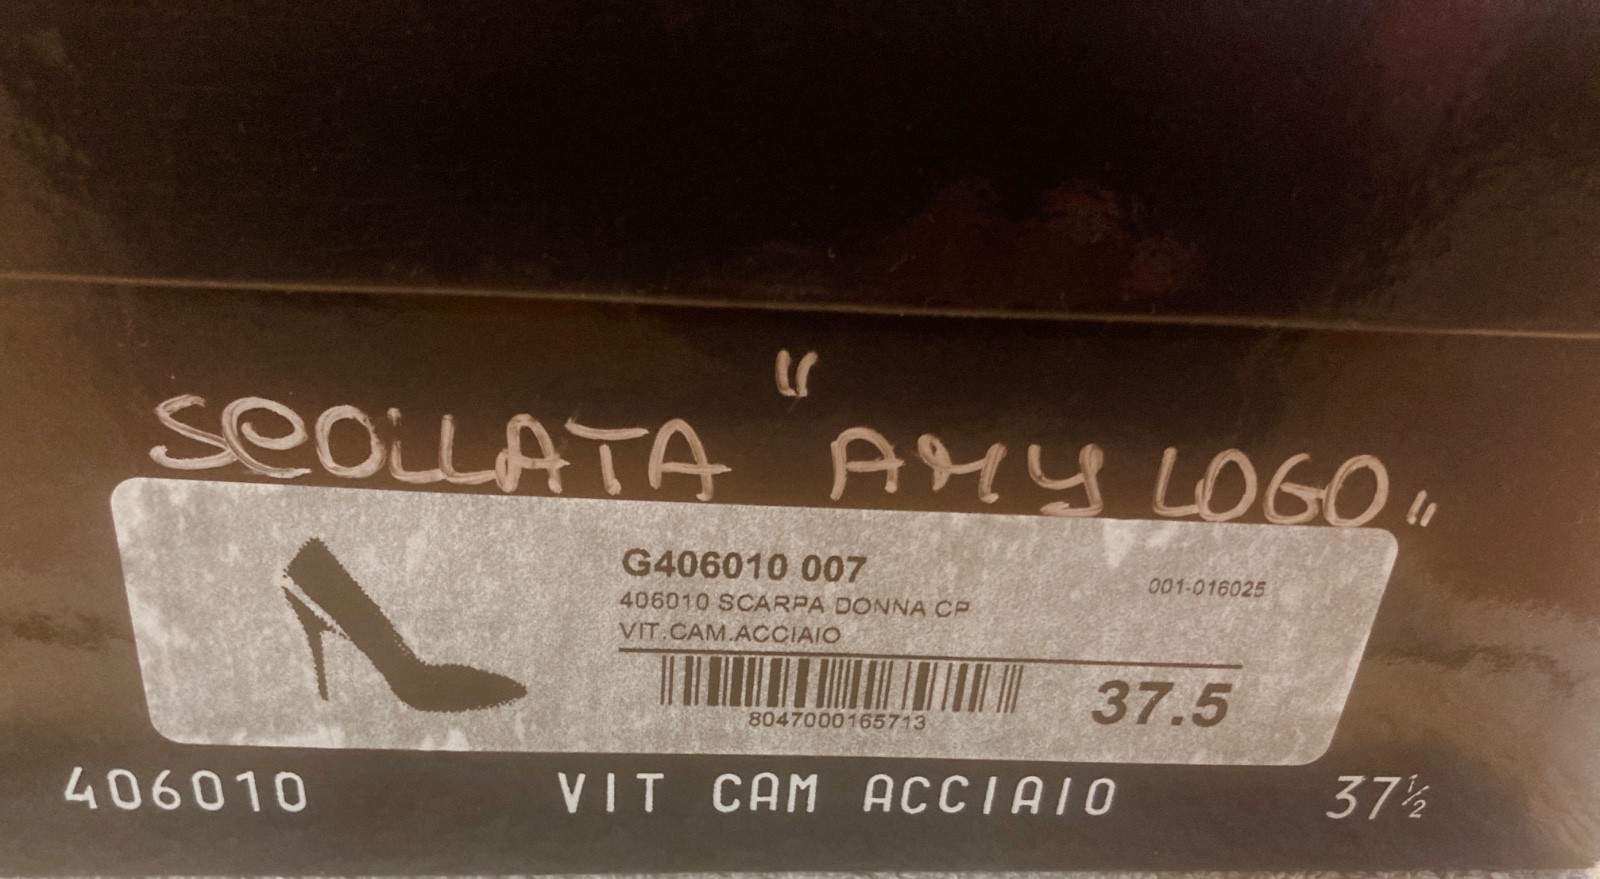 SCOLLATA "AMY LOGO"
G406010 007
001-016025
406010 SCARPA DONNA CP
VIT.CAM.ACCIAIO
8047000165713
37.5
406010 VIT CAM ACCIAIO 37½